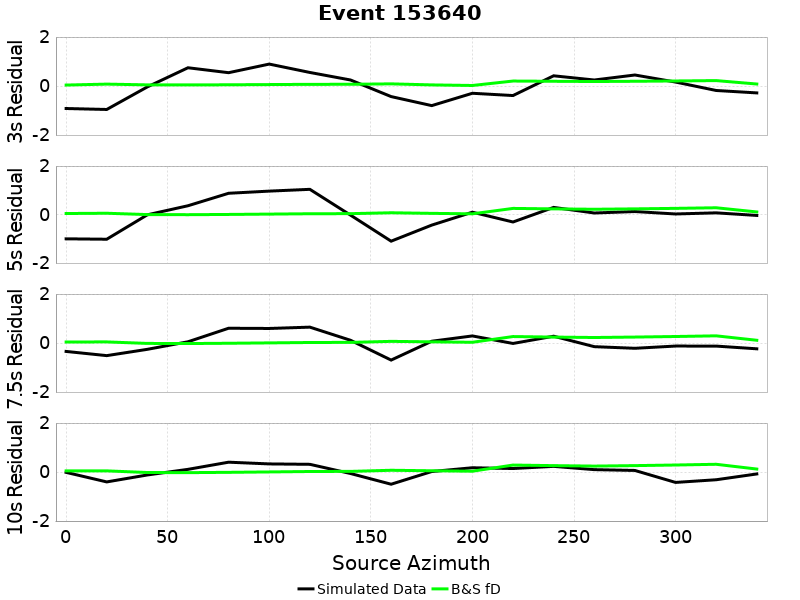 Event 153640
3s Residual
2
0
-2
5s Residual
2
0
-2
7.5s Residual
2
0
-2
10s Residual
2
0
-2
0 50 100 150 200 250 300
Source Azimuth
Simulated Data B&S fD